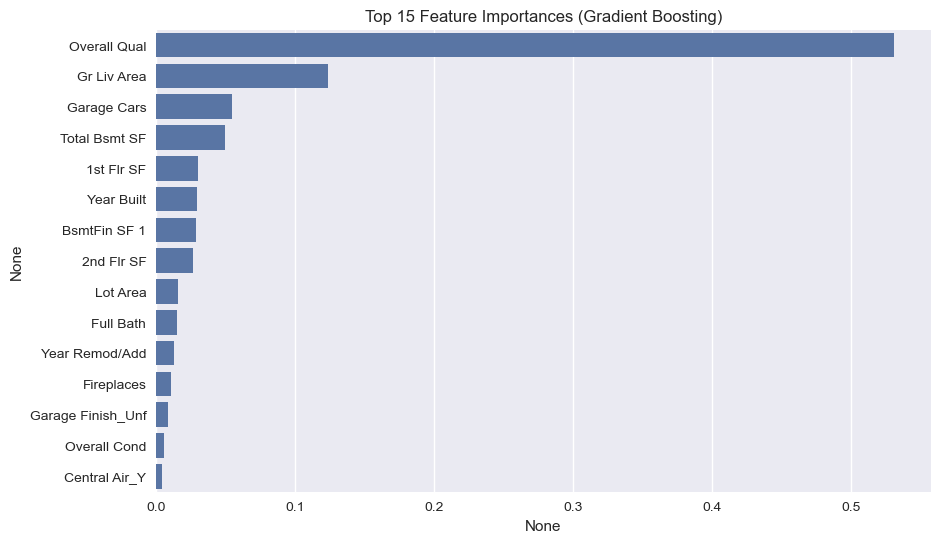 Top 15 Feature Importances (Gradient Boosting)
Overall Qual
Gr Liv Area
Garage Cars
Total Bsmt SF
1st Flr SF
Year Built
BsmtFin SF 1
2nd Flr SF
Lot Area
Full Bath
Year Remod/Add
Fireplaces
Garage Finish_Unf
Overall Cond
Central Air_Y
None
0.0 0.1 0.2 0.3 0.4 0.5
None